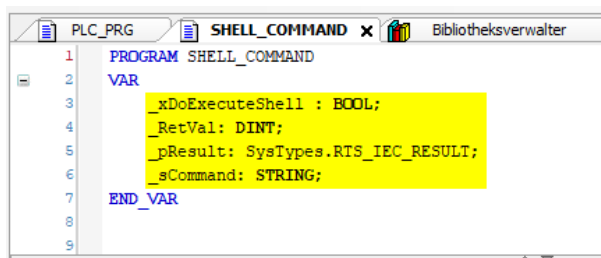 PLC_PRG SHELL_COMMAND x Bibliotheksverwalter
1 PROGRAM SHELL_COMMAND
2 VAR
3 _xDoExecuteShell : BOOL;
4 _RetVal: DINT;
5 _pResult: SysTypes.RTS_IEC_RESULT;
6 _sCommand: STRING;
7 END_VAR
8
9